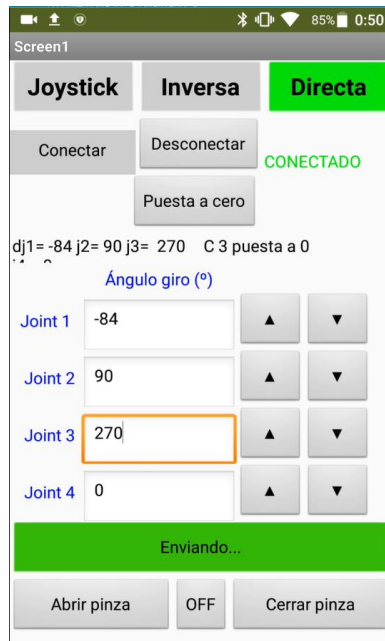 85% 0:50
Screen1
Joystick Inversa Directa
Conectar Desconectar CONECTADO
Puesta a cero
dj1= -84 j2= 90 j3= 270 C 3 puesta a 0
Ángulo giro (º)
Joint 1 -84 ▲ ▼
Joint 2 90 ▲ ▼
Joint 3 270 ▲ ▼
Joint 4 0 ▲ ▼
Enviando...
Abrir pinza OFF Cerrar pinza